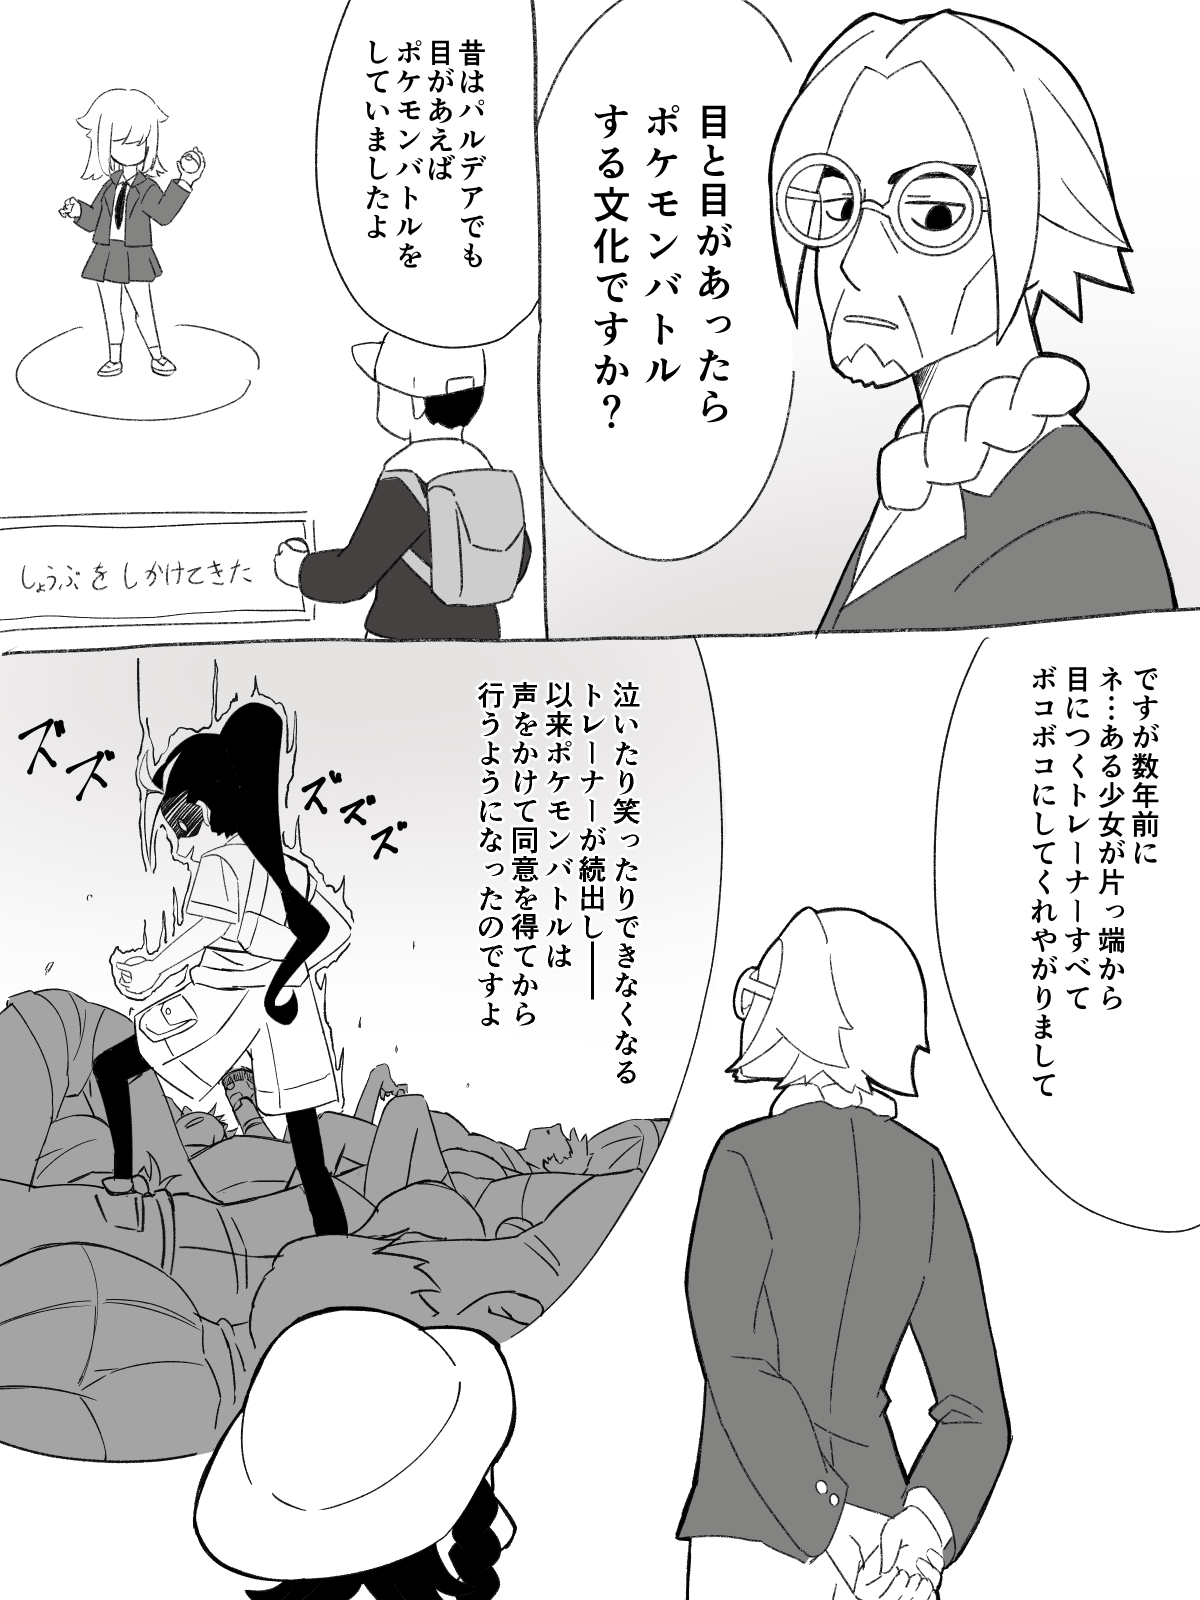 目と目があったら
ポケモンバトル
する文化ですか？
昔はパルデアでも
目があえば
ポケモンバトルを
していましたよ
しょうぶを しかけてきた
ですが数年前に
ネ…ある少女が片っ端から
目につくトレーナーすべて
ボコボコにしてくれやがりまして
泣いたり笑ったりできなくなる
トレーナーが続出し――
以来ポケモンバトルは
声をかけて同意を得てから
行うようになったのですよ
ズズズ
ズズズ